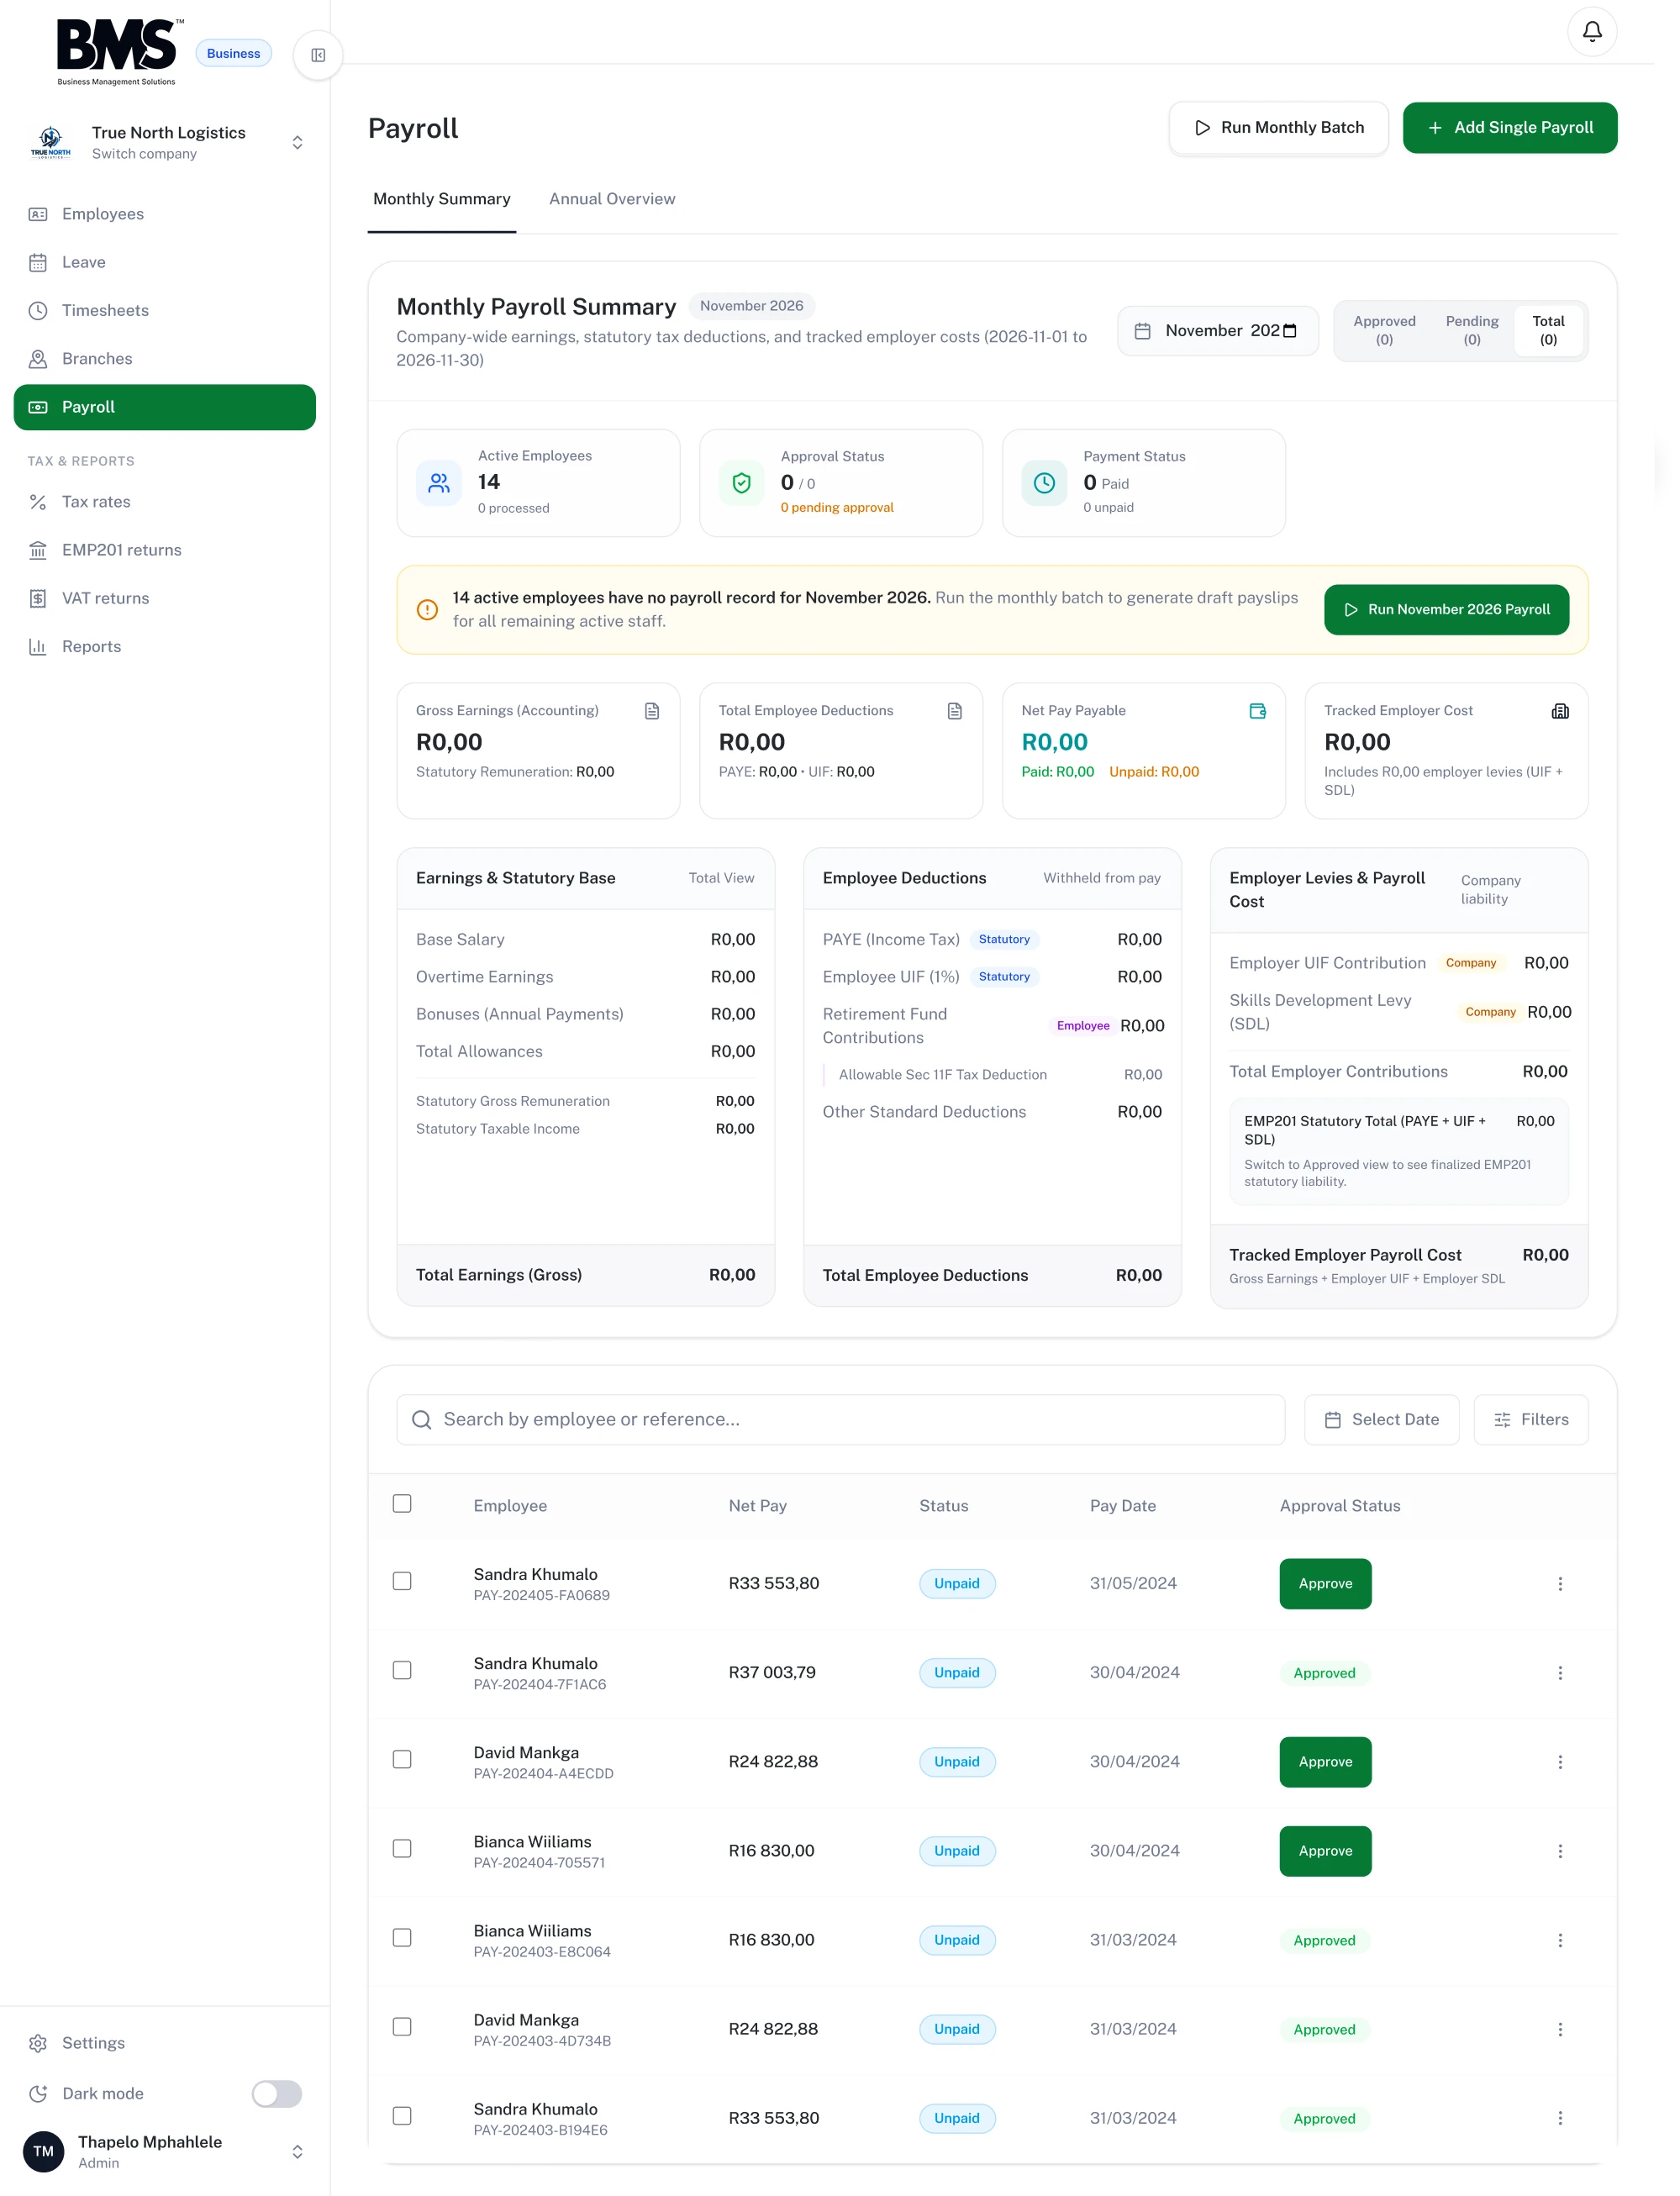 BMS™
Business Management Solutions
Business
TRUE NORTH
LOGISTICS
True North Logistics
Switch company
Employees
Leave
Timesheets
Branches
Payroll
TAX & REPORTS
Tax rates
EMP201 returns
VAT returns
Reports
Settings
Dark mode
TM
Thapelo Mphahlele
Admin
Payroll
Run Monthly Batch
Add Single Payroll
Monthly Summary
Annual Overview
Monthly Payroll Summary
November 2026
Company-wide earnings, statutory tax deductions, and tracked employer costs (2026-11-01 to
2026-11-30)
November 202
Approved
(0)
Pending
(0)
Total
(0)
Active Employees
14
0 processed
Approval Status
0 / 0
0 pending approval
Payment Status
0 Paid
0 unpaid
14 active employees have no payroll record for November 2026. Run the monthly batch to generate draft payslips
for all remaining active staff.
Run November 2026 Payroll
Gross Earnings (Accounting)
R0,00
Statutory Remuneration: R0,00
Total Employee Deductions
R0,00
PAYE: R0,00 • UIF: R0,00
Net Pay Payable
R0,00
Paid: R0,00 Unpaid: R0,00
Tracked Employer Cost
R0,00
Includes R0,00 employer levies (UIF +
SDL)
Earnings & Statutory Base Total View
Base Salary R0,00
Overtime Earnings R0,00
Bonuses (Annual Payments) R0,00
Total Allowances R0,00
Statutory Gross Remuneration R0,00
Statutory Taxable Income R0,00
Total Earnings (Gross) R0,00
Employee Deductions Withheld from pay
PAYE (Income Tax) Statutory R0,00
Employee UIF (1%) Statutory R0,00
Retirement Fund
Contributions
Employee R0,00
Allowable Sec 11F Tax Deduction R0,00
Other Standard Deductions R0,00
Total Employee Deductions R0,00
Employer Levies & Payroll
Cost
Company
liability
Employer UIF Contribution Company R0,00
Skills Development Levy
(SDL)
Company R0,00
Total Employer Contributions R0,00
EMP201 Statutory Total (PAYE + UIF +
SDL)
R0,00
Switch to Approved view to see finalized EMP201
statutory liability.
Tracked Employer Payroll Cost R0,00
Gross Earnings + Employer UIF + Employer SDL
Search by employee or reference...
Select Date
Filters
Employee Net Pay Status Pay Date Approval Status
Sandra Khumalo
PAY-202405-FA0689
R33 553,80 Unpaid 31/05/2024 Approve
Sandra Khumalo
PAY-202404-7F1AC6
R37 003,79 Unpaid 30/04/2024 Approved
David Mankga
PAY-202404-A4ECDD
R24 822,88 Unpaid 30/04/2024 Approve
Bianca Wiiliams
PAY-202404-705571
R16 830,00 Unpaid 30/04/2024 Approve
Bianca Wiiliams
PAY-202403-E8C064
R16 830,00 Unpaid 31/03/2024 Approved
David Mankga
PAY-202403-4D734B
R24 822,88 Unpaid 31/03/2024 Approved
Sandra Khumalo
PAY-202403-B194E6
R33 553,80 Unpaid 31/03/2024 Approved